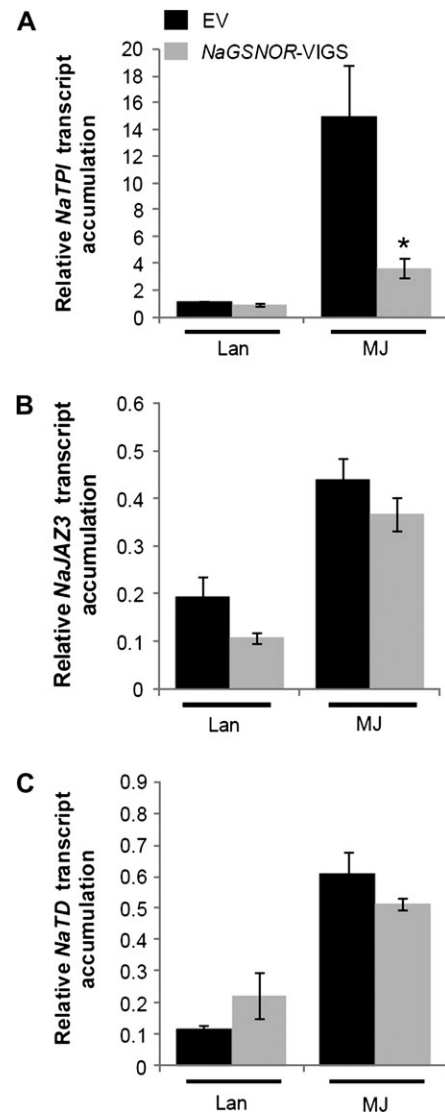 A
EV
NaGSNOR-VIGS
Relative NaTPI transcript
accumulation
20
18
16
14
12
10
8
6
4
2
0
*
Lan
MJ
B
Relative NaJAZ3 transcript
accumulation
0.6
0.5
0.4
0.3
0.2
0.1
0
Lan
MJ
C
Relative NaTD transcript
accumulation
0.9
0.8
0.7
0.6
0.5
0.4
0.3
0.2
0.1
0
Lan
MJ